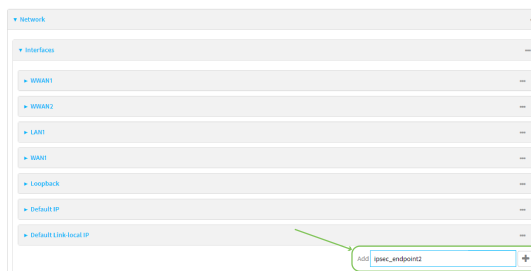 Network
Interfaces
WWAN1
WWAN2
LAN1
WAN1
Loopback
Default IP
Default Link-local IP
Add ipsec_endpoint2